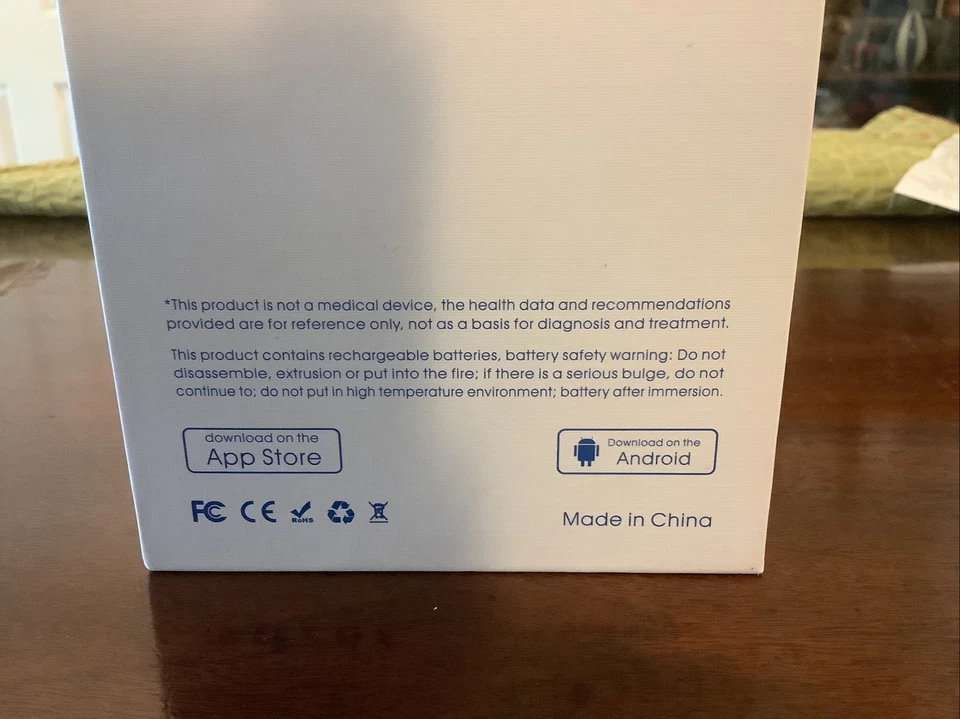 *This product is not a medical device, the health data and recommendations
provided are for reference only, not as a basis for diagnosis and treatment.
This product contains rechargeable batteries, battery safety warning: Do not
disassemble, extrusion or put into the fire; if there is a serious bulge, do not
continue to; do not put in high temperature environment; battery after immersion.
download on the
App Store
Download on the
Android
FC CE RoHS
Made in China